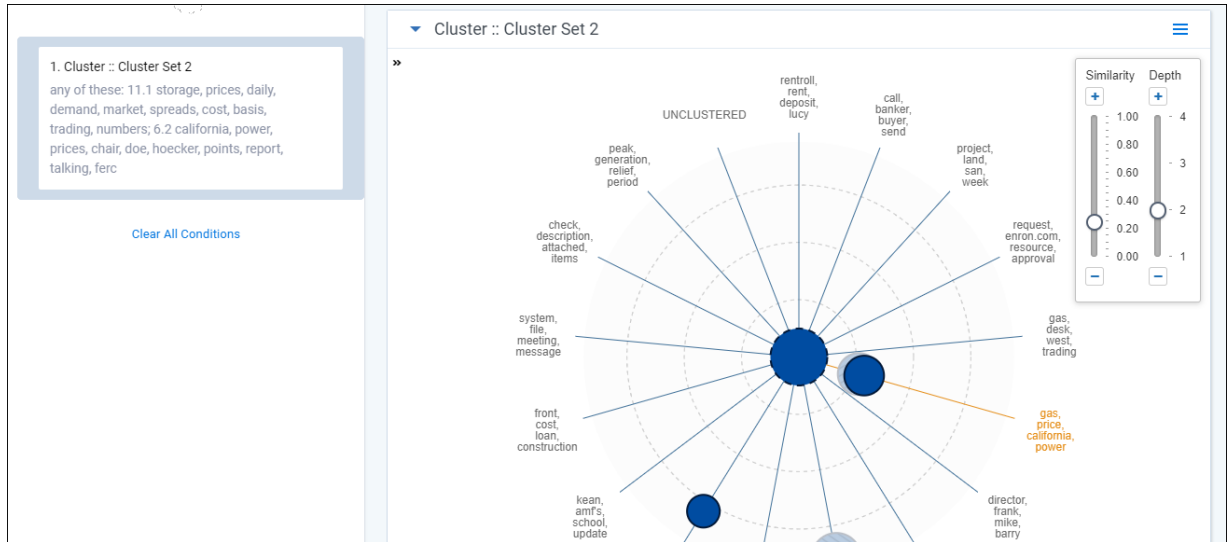 1. Cluster :: Cluster Set 2
any of these: 11.1 storage, prices, daily,
demand, market, spreads, cost, basis,
trading, numbers; 6.2 california, power,
prices, chair, doe, hoecker, points, report,
talking, ferc
Clear All Conditions
Cluster :: Cluster Set 2
»
rentroll,
rent,
deposit,
lucy
UNCLUSTERED
call,
banker,
buyer,
send
peak,
generation,
relief,
period
project,
land,
san,
week
check,
description,
attached,
items
request,
enron.com,
resource,
approval
system,
file,
meeting,
message
gas,
desk,
west,
trading
front,
cost,
loan,
construction
gas,
price,
california,
power
kean,
amf's,
school,
update
director,
frank,
mike,
barry
Similarity Depth
+ +
1.00 4
0.80
3
0.60
0.40
2
0.20
0.00 1
− −